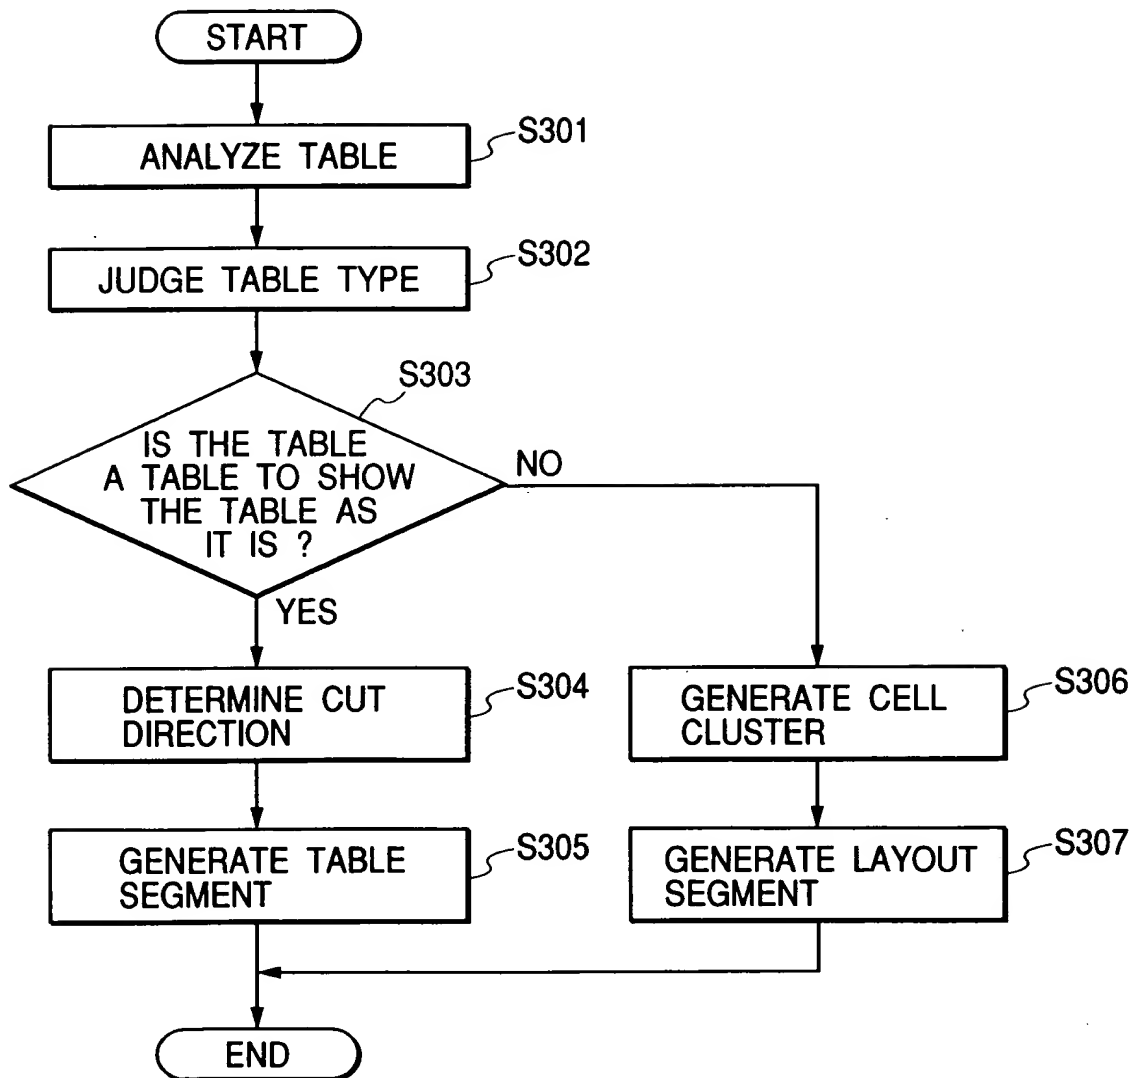 START
ANALYZE TABLE
S301
JUDGE TABLE TYPE
S302
S303
IS THE TABLE
A TABLE TO SHOW
THE TABLE AS
IT IS ?
NO
YES
DETERMINE CUT
DIRECTION
S304
GENERATE TABLE
SEGMENT
S305
GENERATE CELL
CLUSTER
S306
GENERATE LAYOUT
SEGMENT
S307
END